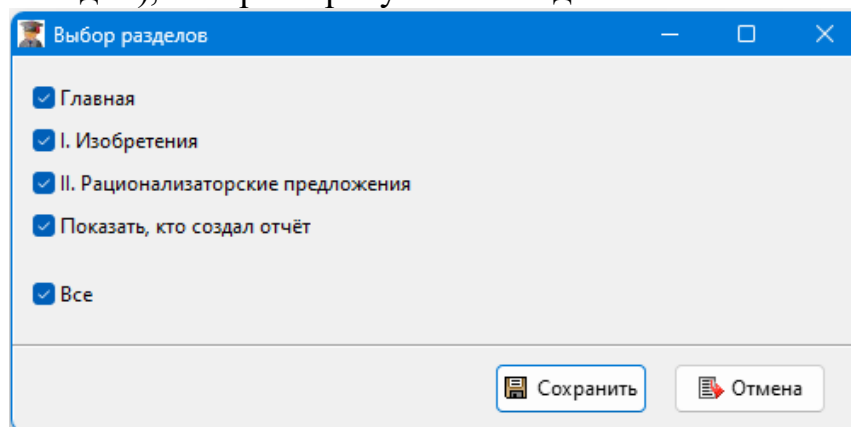 Выбор разделов
Главная
I. Изобретения
II. Рационализаторские предложения
Показать, кто создал отчёт
Все
Сохранить
Отмена